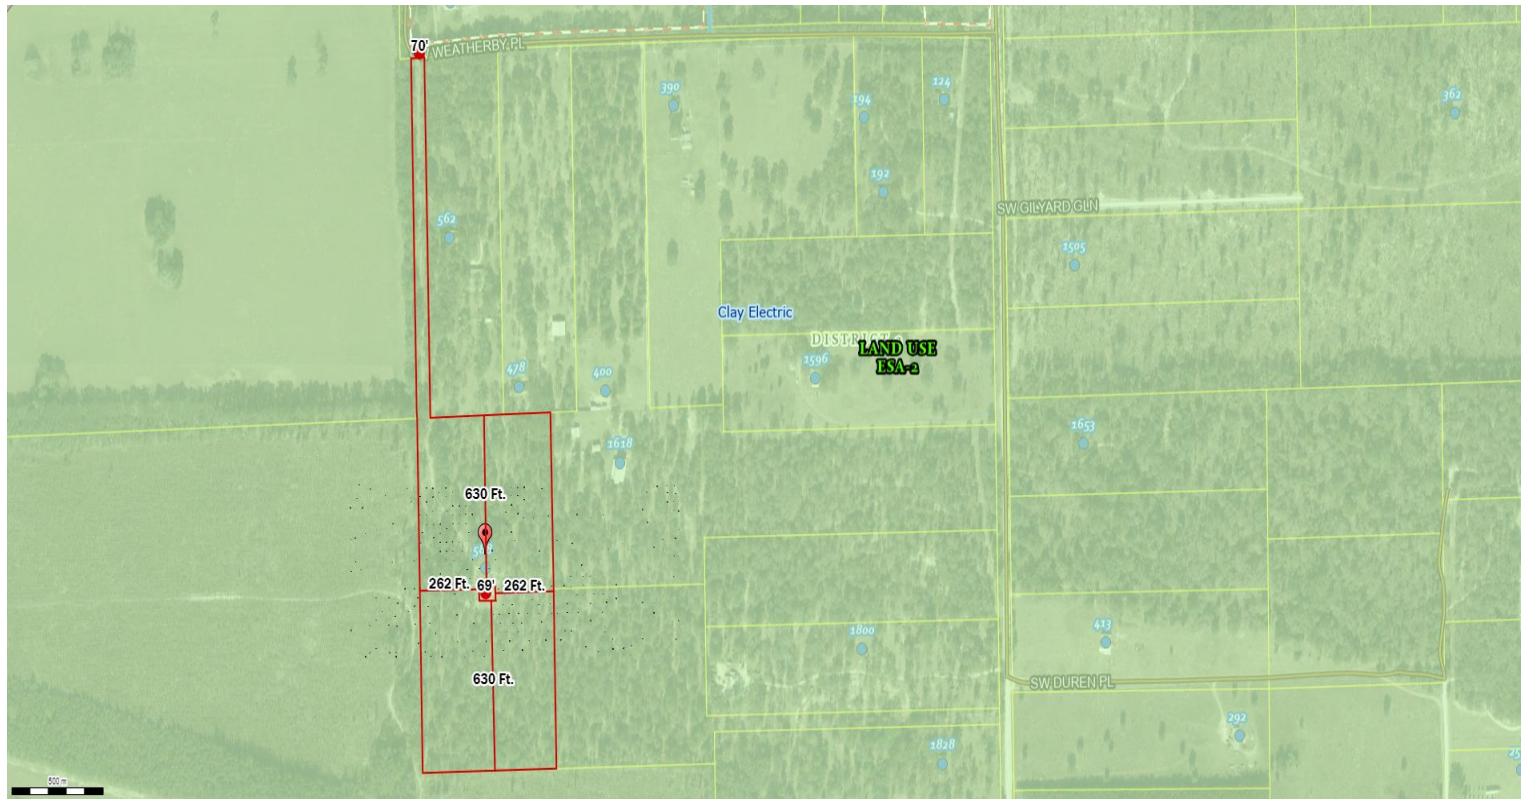 70'
WEATHERBY PL
390
194
124
362
192
SW GILYARD GLN
562
1505
Clay Electric
LAND USE
ESA-2
1596
478
400
1653
1618
630 Ft.
262 Ft.
69'
262 Ft.
413
1800
630 Ft.
SW DUREN PL
292
1828
500 m